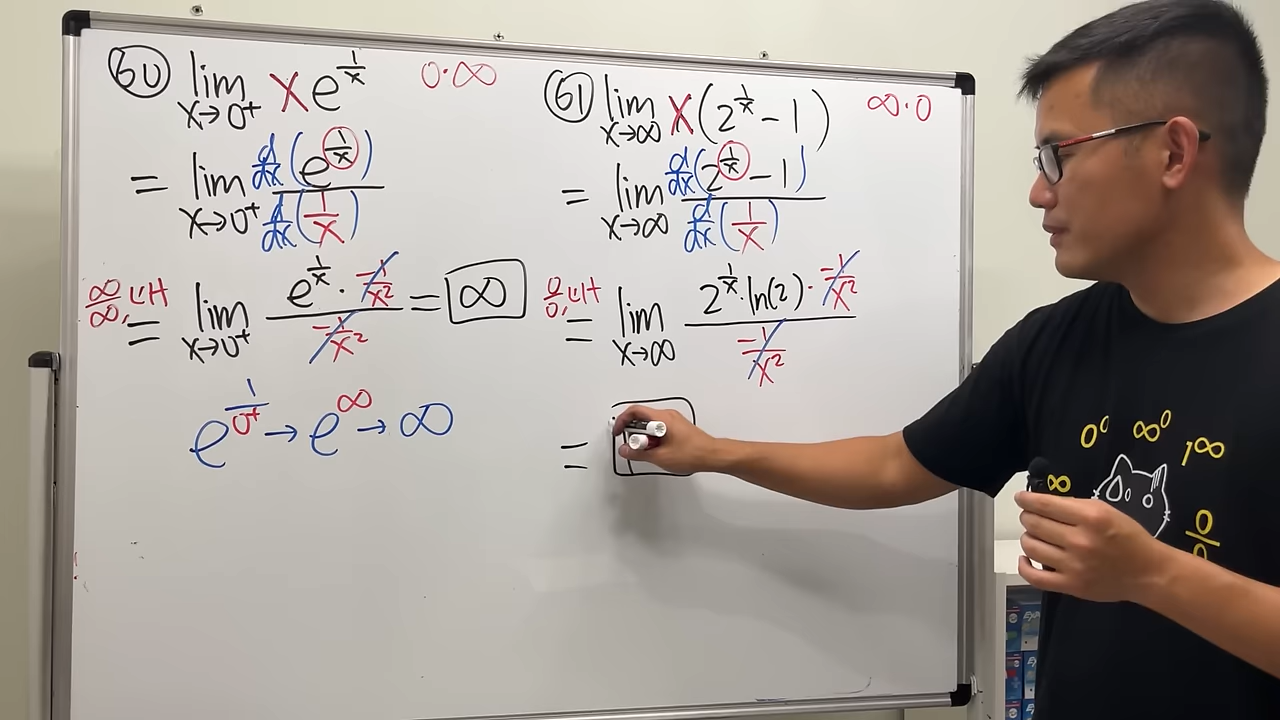 60 lim x→0⁺ x e^(1/x) 0·∞
= lim x→0⁺ d/dx (e^(1/x)) / d/dx (1/x)
∞/∞, L'H = lim x→0⁺ (e^(1/x) · -1/x²) / (-1/x²) = ∞
e^(1/0⁺) → e^∞ → ∞
61 lim x→∞ x(2^(1/x) - 1) ∞·0
= lim x→∞ d/dx (2^(1/x) - 1) / d/dx (1/x)
0/0, L'H = lim x→∞ (2^(1/x) · ln(2) · -1/x²) / (-1/x²)
=
0⁰ ∞⁰ 1^∞
∞
0/0